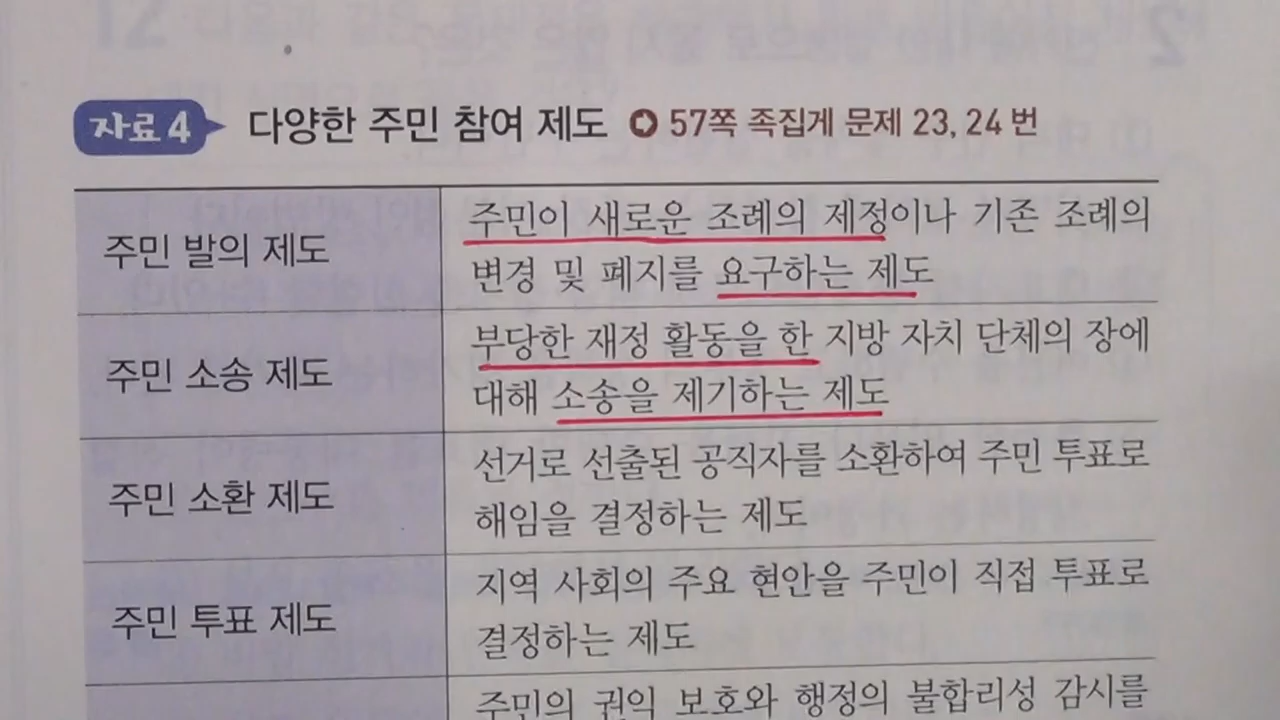 자료 4 다양한 주민 참여 제도 57쪽 족집게 문제 23, 24 번
주민 발의 제도
주민이 새로운 조례의 제정이나 기존 조례의
변경 및 폐지를 요구하는 제도
주민 소송 제도
부당한 재정 활동을 한 지방 자치 단체의 장에
대해 소송을 제기하는 제도
주민 소환 제도
선거로 선출된 공직자를 소환하여 주민 투표로
해임을 결정하는 제도
주민 투표 제도
지역 사회의 주요 현안을 주민이 직접 투표로
결정하는 제도
주민의 권익 보호와 행정의 불합리성 감시를